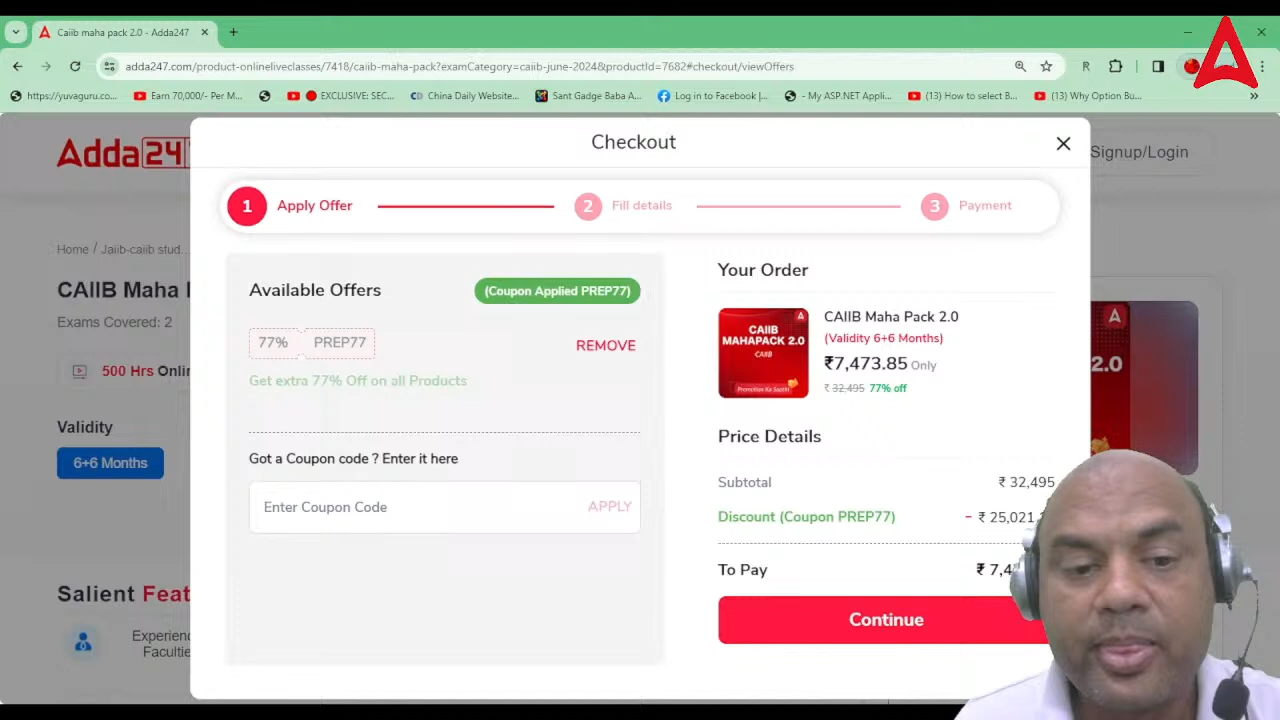 Caiib maha pack 2.0 - Adda247
adda247.com/product-onlineliveclasses/7418/caiib-maha-pack?examCategory=caiib-june-2024&productId=7682#checkout/viewOffers
R
https://yuvaguru.co...
Earn 70,000/- Per M...
EXCLUSIVE: SEC...
China Daily Website...
Sant Gadge Baba A...
Log in to Facebook |...
- My ASP.NET Appli...
(13) How to select B...
(13) Why Option Bu...
Adda24
Checkout
Signup/Login
1 Apply Offer
2 Fill details
3 Payment
Home / Jaiib-caiib stud...
CAIIB Maha
Exams Covered: 2
500 Hrs Onlin
Validity
6+6 Months
Salient Feat
Experienc
Facultie
Available Offers
(Coupon Applied PREP77)
77% PREP77
REMOVE
Get extra 77% Off on all Products
Got a Coupon code ? Enter it here
Enter Coupon Code
APPLY
Your Order
CAIIB
MAHAPACK 2.0
CAIIB
Promotion Ka Saathi
CAIIB Maha Pack 2.0
(Validity 6+6 Months)
₹7,473.85 Only
₹ 32,495 77% off
Price Details
Subtotal ₹ 32,495
Discount (Coupon PREP77) - ₹ 25,021.
To Pay ₹ 7,4
Continue
2.0